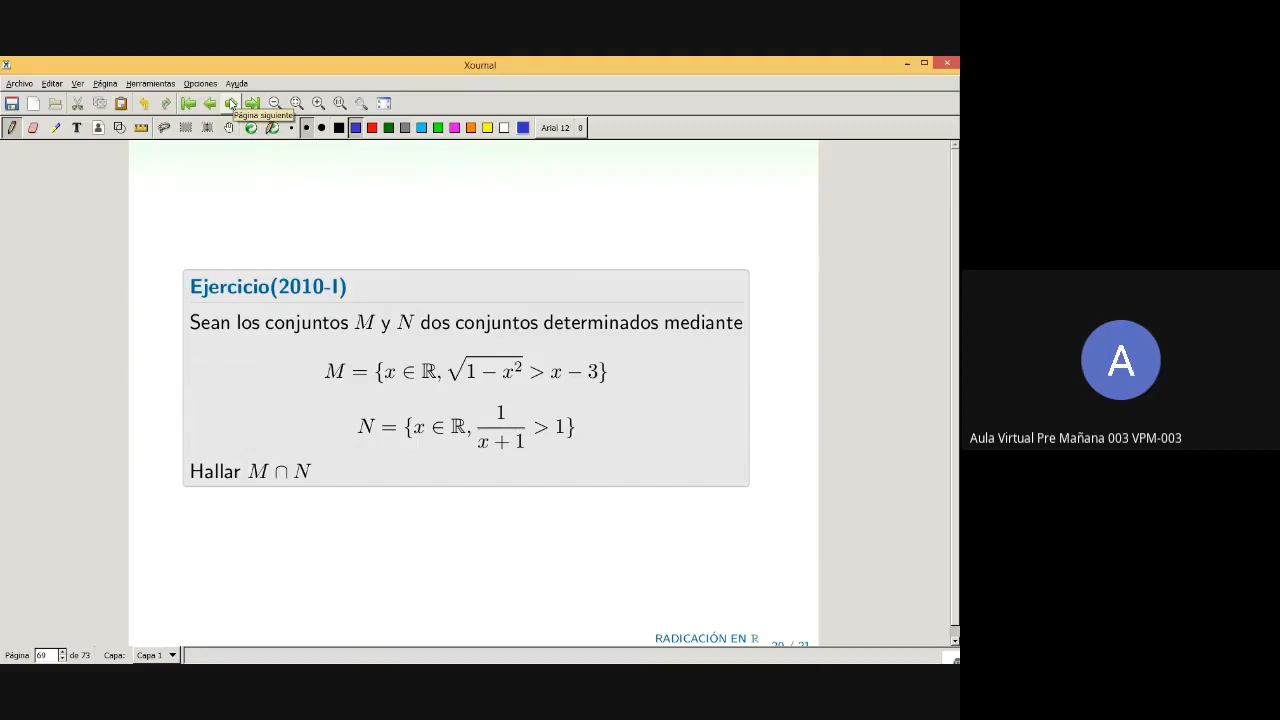 Xournal
Archivo Editar Ver Página Herramientas Opciones Ayuda
Página siguiente
T
Arial 12 0
Ejercicio(2010-I)
Sean los conjuntos M y N dos conjuntos determinados mediante
M = {x ∈ ℝ, √(1 − x²) > x − 3}
N = {x ∈ ℝ, 1/(x + 1) > 1}
Hallar M ∩ N
RADICACIÓN EN ℝ
Página 69 de 73 Capa: Capa 1
A
Aula Virtual Pre Mañana 003 VPM-003